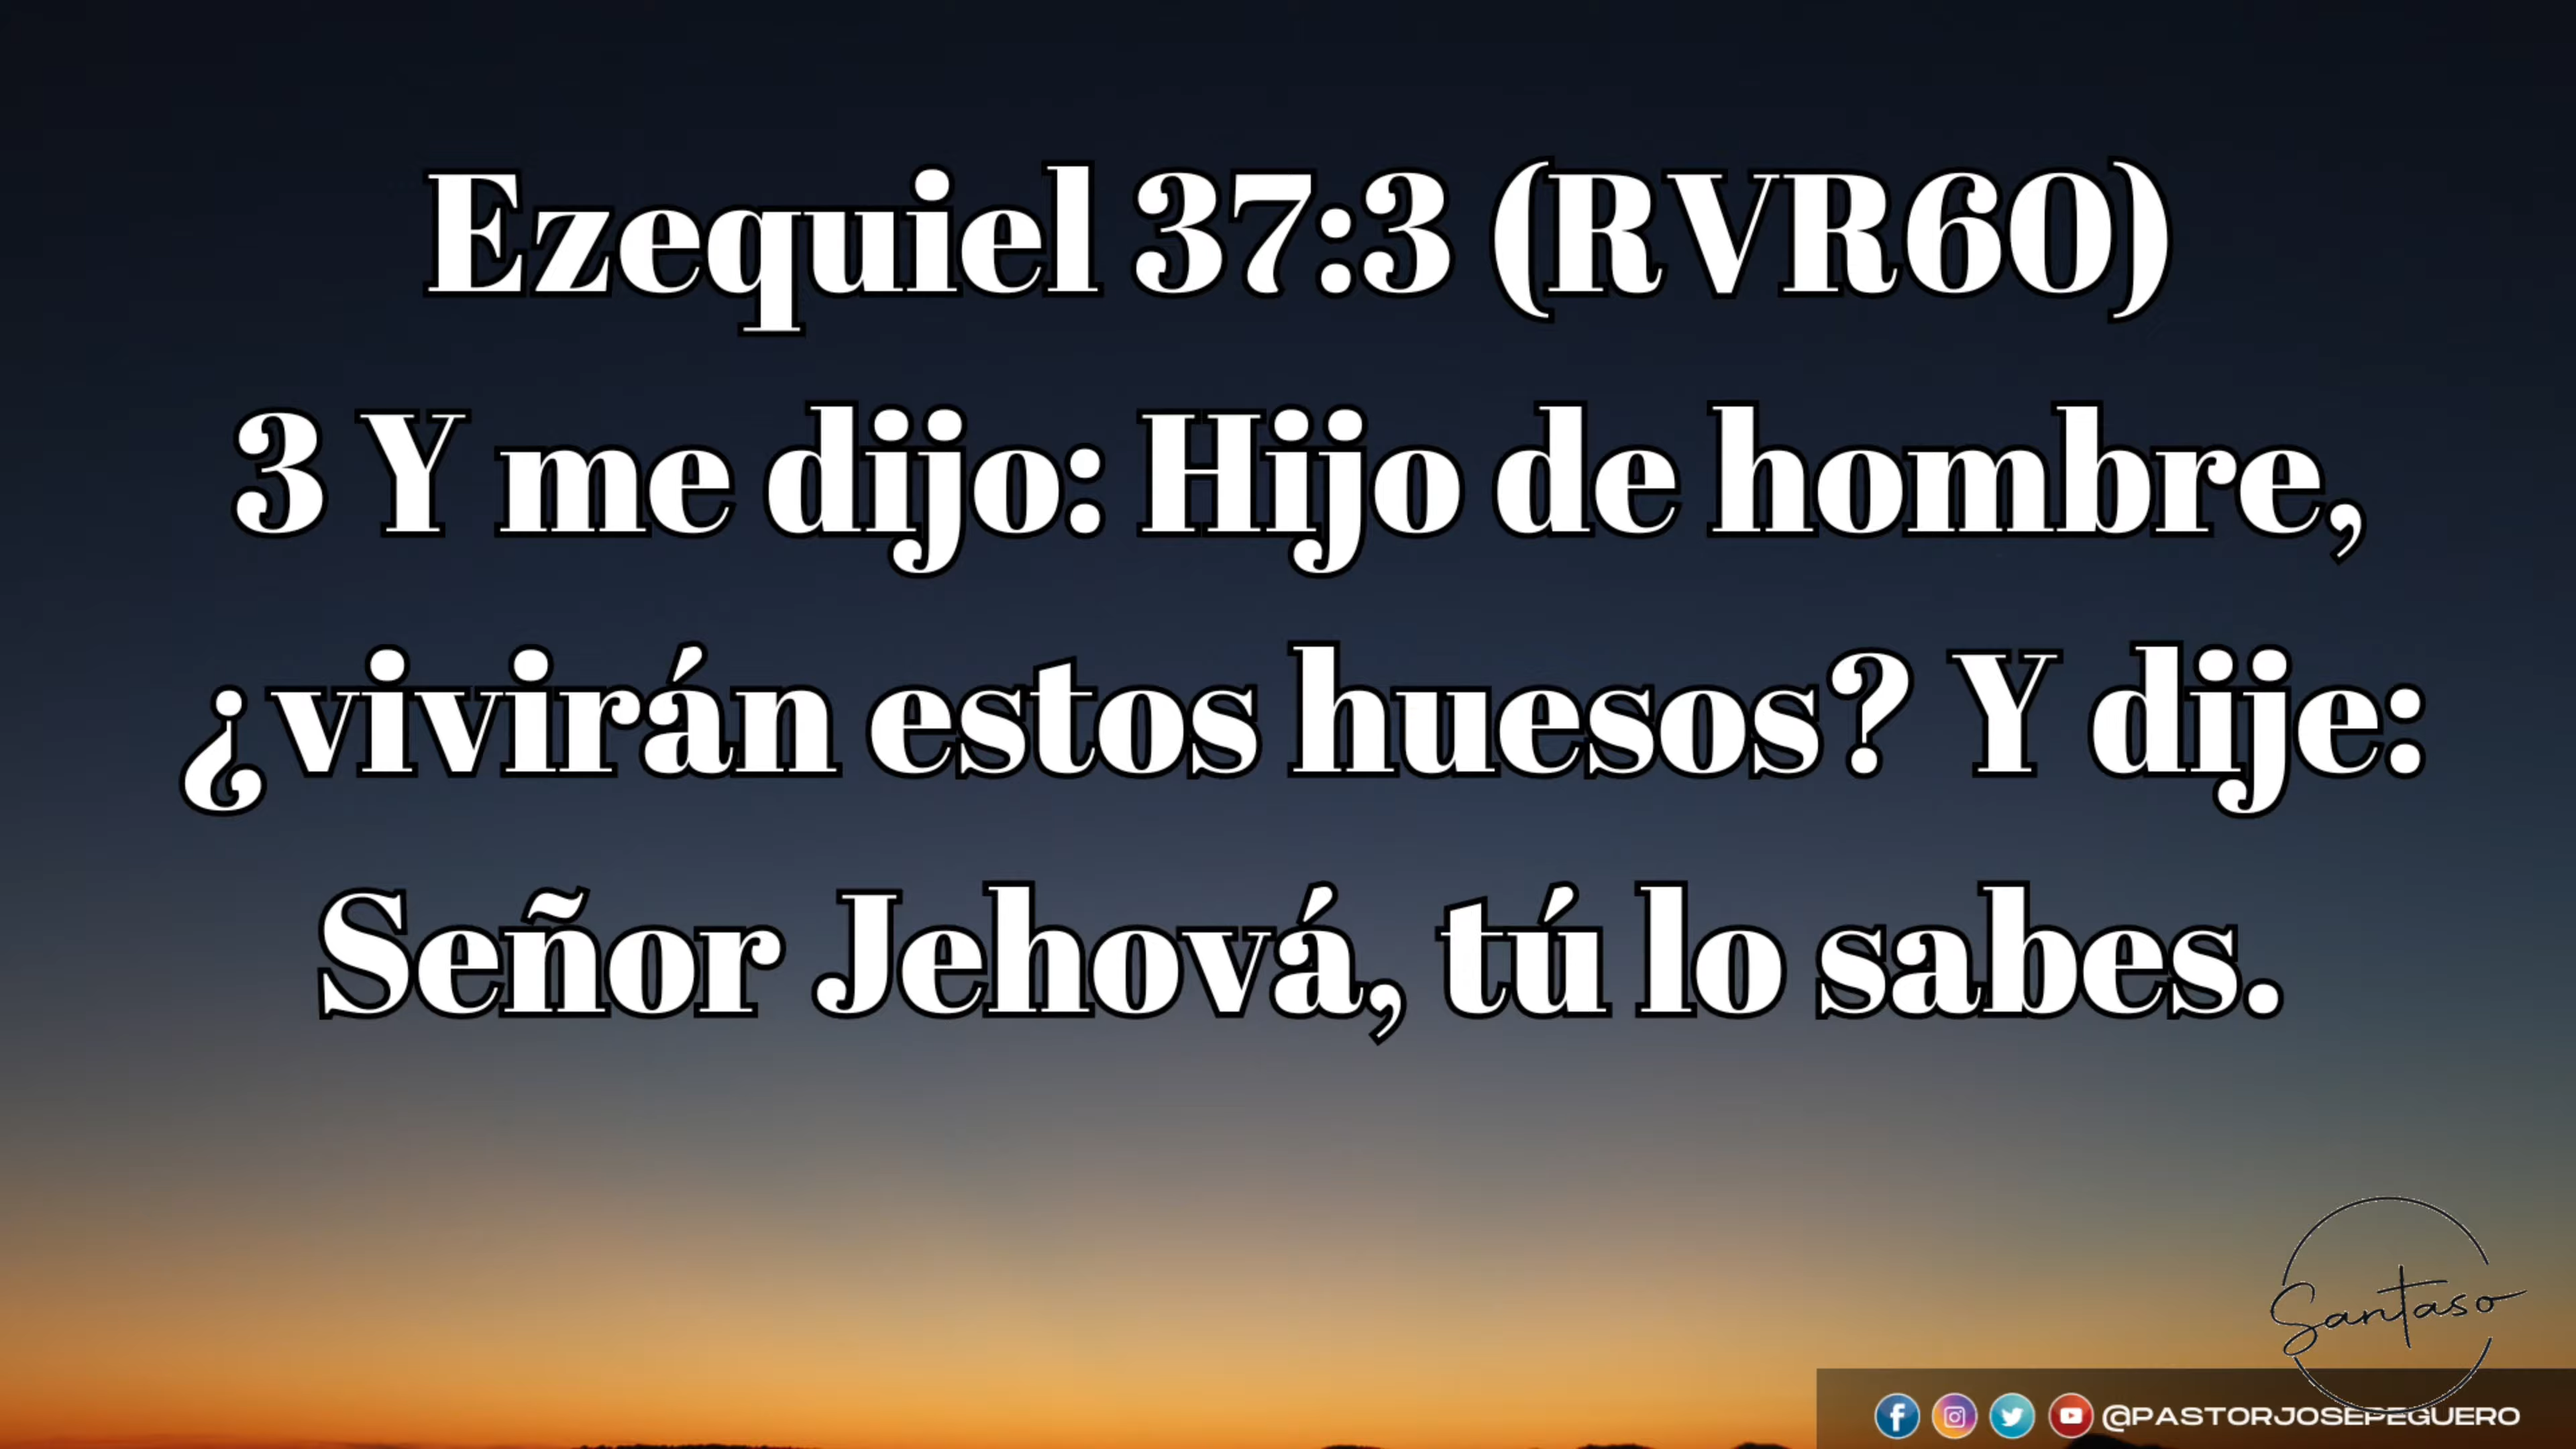 Ezequiel 37:3 (RVR60)
3 Y me dijo: Hijo de hombre,
¿vivirán estos huesos? Y dije:
Señor Jehová, tú lo sabes.
Santaso
@PASTORJOSEPEGUERO